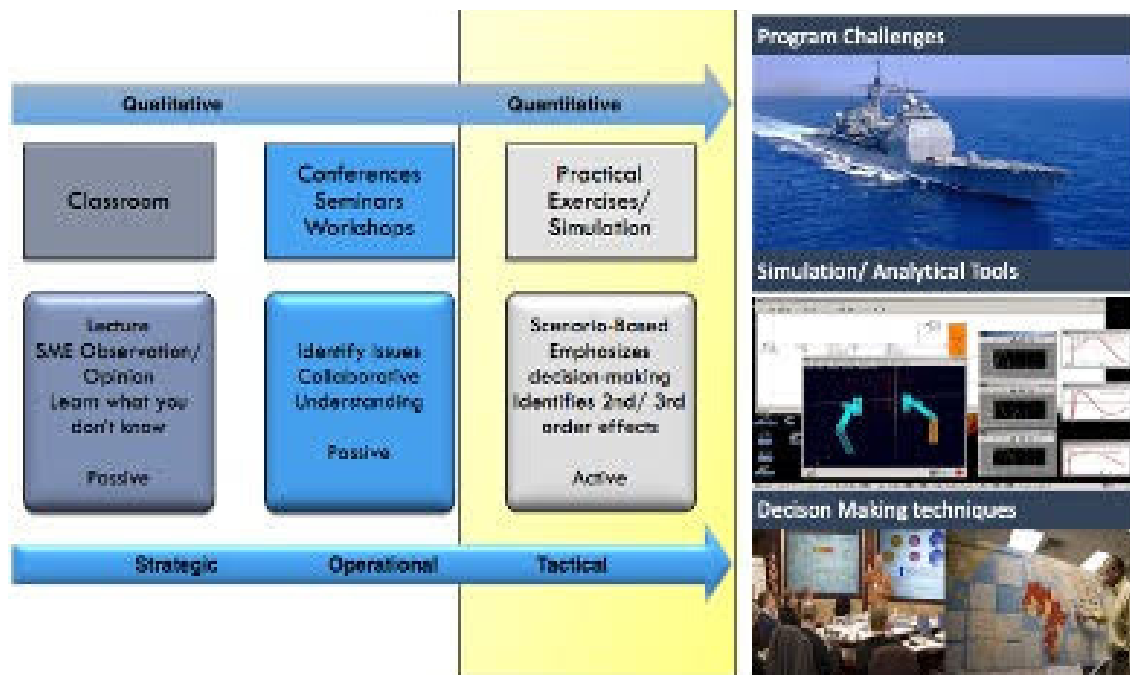 Qualitative
Quantitative
Classroom
Conferences
Seminars
Workshops
Practical
Exercises/
Simulation
Lecture
SME Observation/
Opinion
Learn what you
don't know
Passive
Identify Issues
Collaborative
Understanding
Passive
Scenario-Based
Emphasizes
decision-making
Identifies 2nd/ 3rd
order effects
Active
Strategic
Operational
Tactical
Program Challenges
Simulation/ Analytical Tools
Decison Making techniques